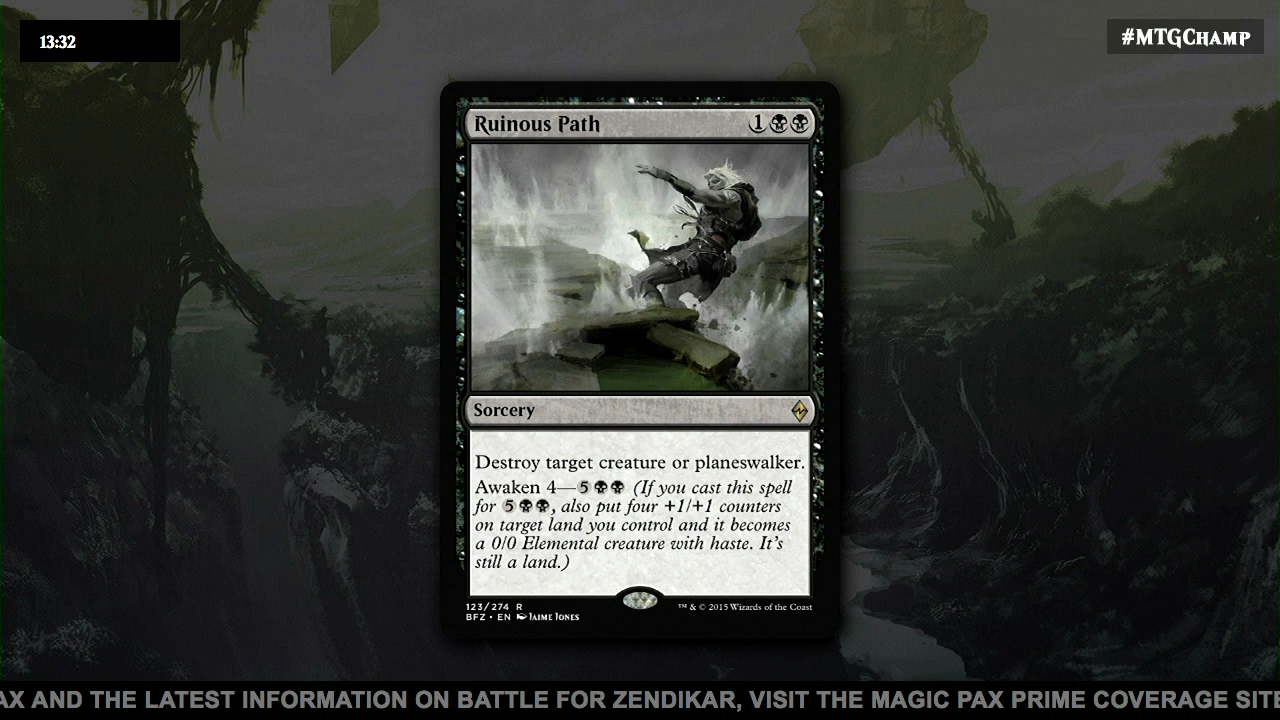 13:32
#MTGCHAMP
Ruinous Path 1
Sorcery
Destroy target creature or planeswalker.
Awaken 4—5 (If you cast this spell
for 5, also put four +1/+1 counters
on target land you control and it becomes
a 0/0 Elemental creature with haste. It's
still a land.)
123/274 R
BFZ • EN JAIME JONES
™ & © 2015 Wizards of the Coast
AX AND THE LATEST INFORMATION ON BATTLE FOR ZENDIKAR, VISIT THE MAGIC PAX PRIME COVERAGE SITE